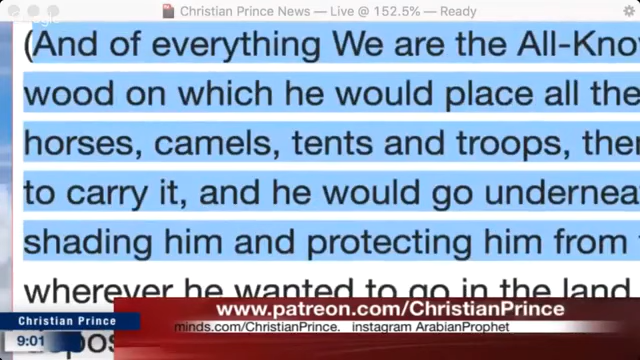 Christian Prince News — Live @ 152.5% — Ready
(And of everything We are the All-Kno
wood on which he would place all the
horses, camels, tents and troops, the
to carry it, and he would go undernea
shading him and protecting him from
wherever he wanted to go in the land
www.patreon.com/ChristianPrince
Christian Prince
minds.com/ChristianPrince. instagram ArabianProphet
9:01